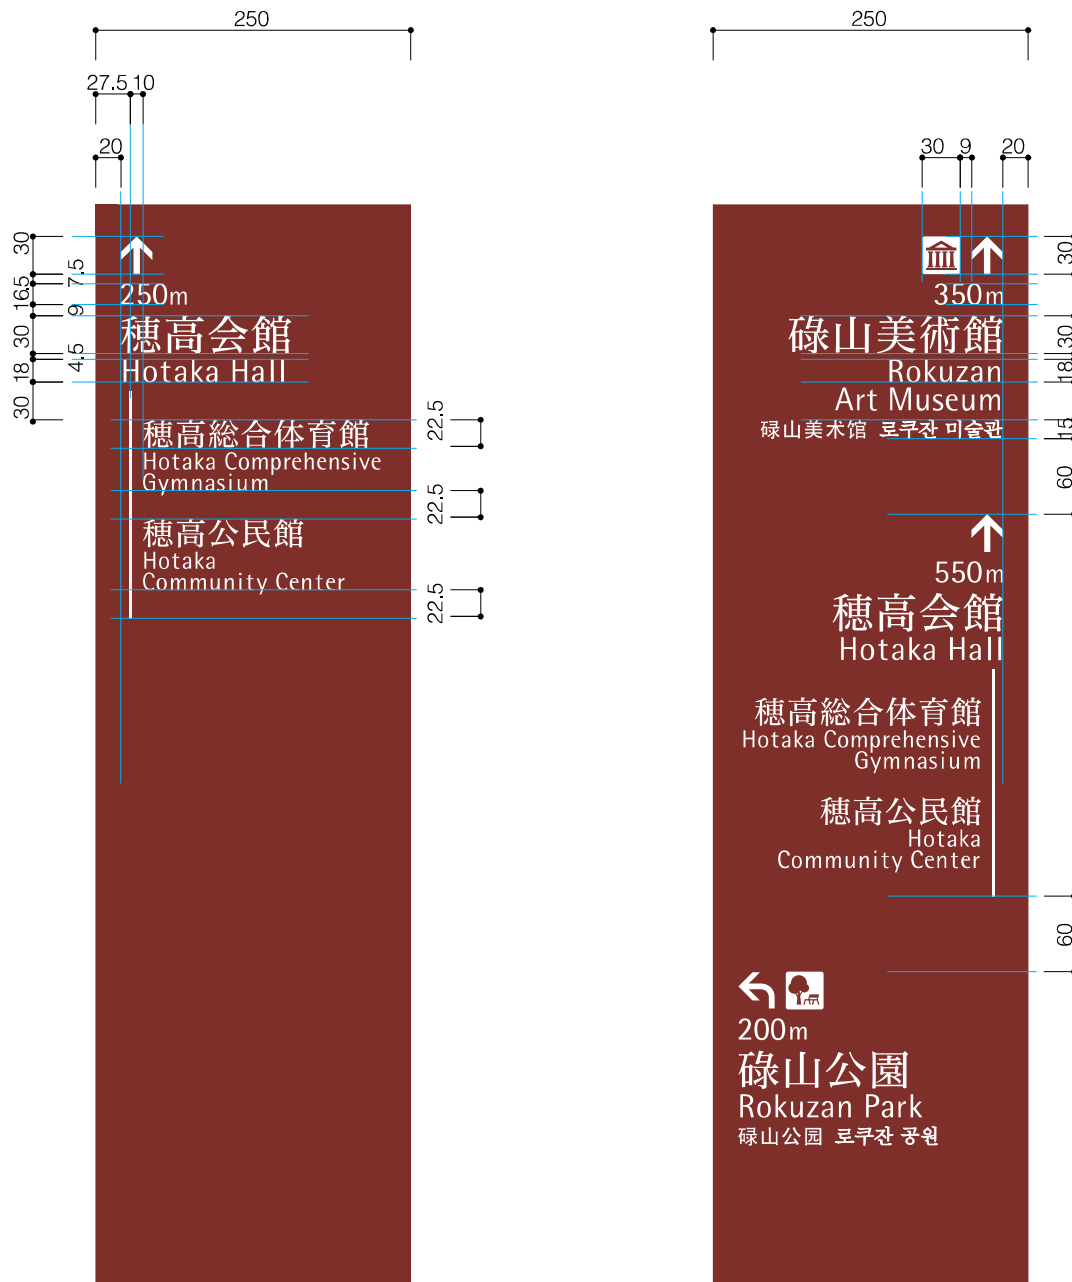 250
27.5
10
20
30
7.5
16.5
9
30
4.5
18
30
250m
穂高会館
Hotaka Hall
穂高総合体育館
Hotaka Comprehensive
Gymnasium
穂高公民館
Hotaka
Community Center
22.5
22.5
22.5
250
30
9
20
350m
碌山美術館
Rokuzan
Art Museum
碌山美术馆 로쿠잔 미술관
550m
穂高会館
Hotaka Hall
穂高総合体育館
Hotaka Comprehensive
Gymnasium
穂高公民館
Hotaka
Community Center
200m
碌山公園
Rokuzan Park
碌山公园 로쿠잔 공원
30
30
18
15
60
60